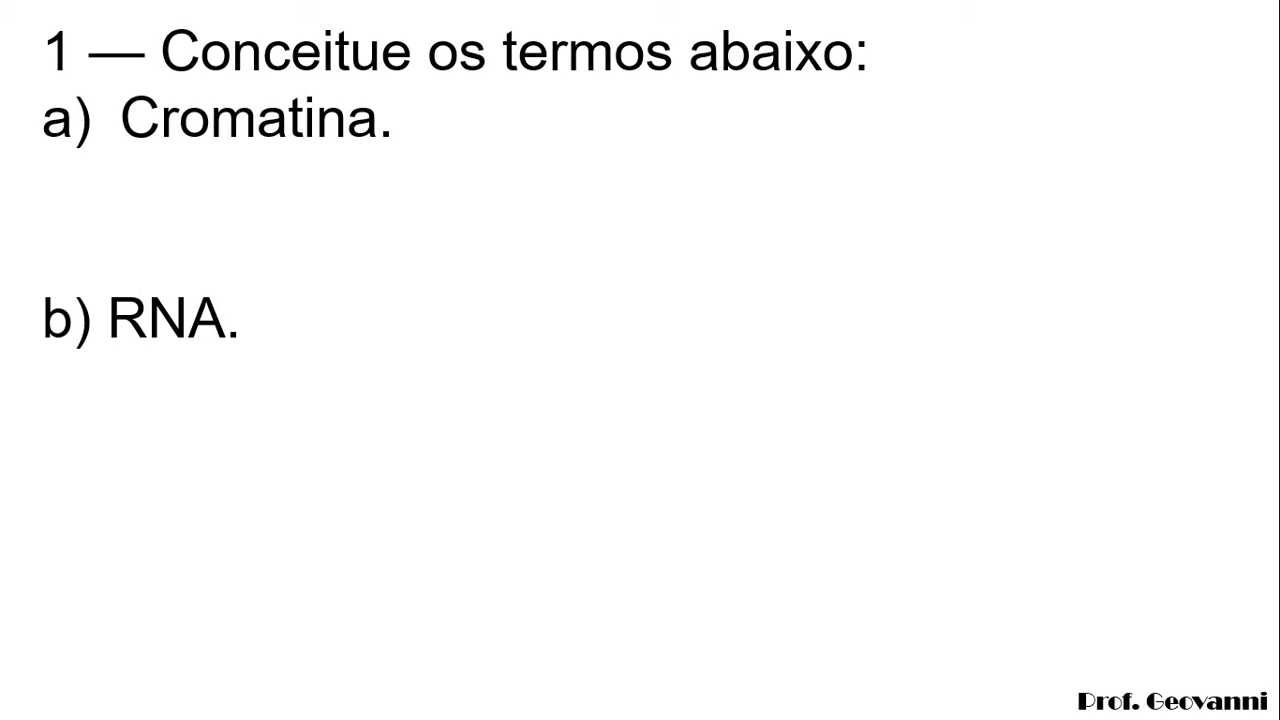 1 — Conceitue os termos abaixo:
a) Cromatina.
b) RNA.
Prof. Geovanni